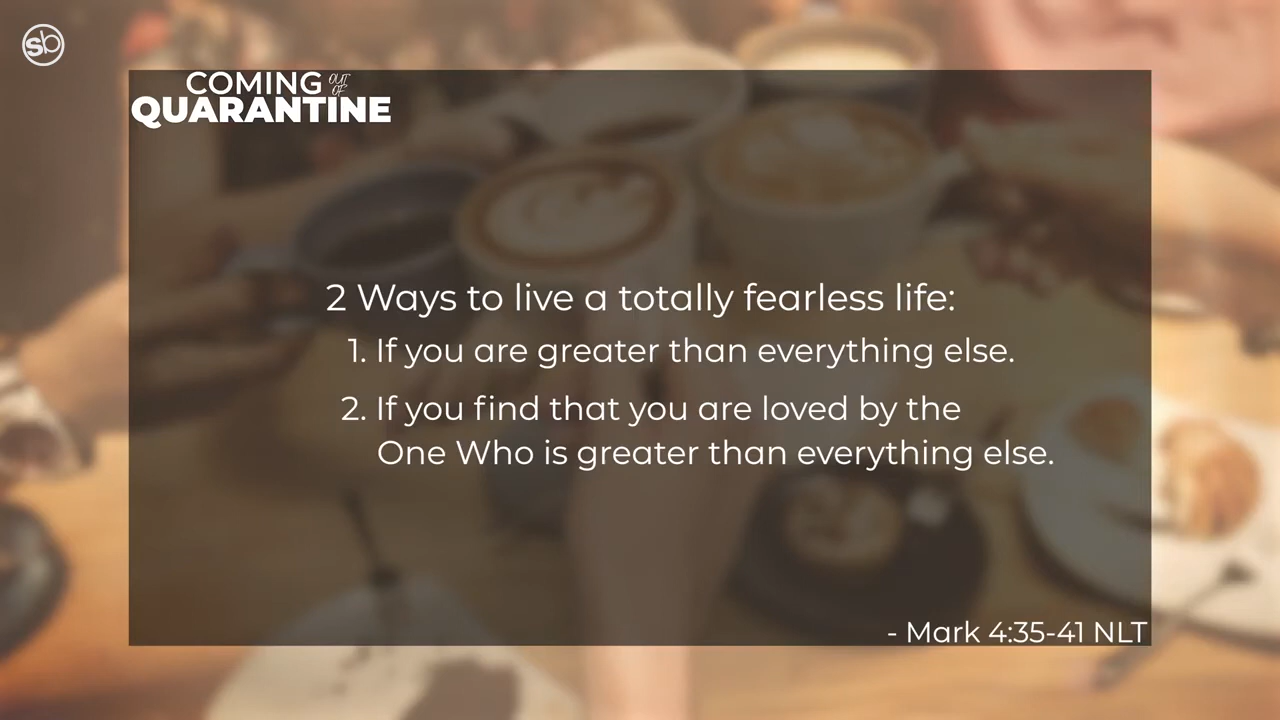 sb
COMING OUT OF
QUARANTINE
2 Ways to live a totally fearless life:
1. If you are greater than everything else.
2. If you find that you are loved by the
One Who is greater than everything else.
- Mark 4:35-41 NLT